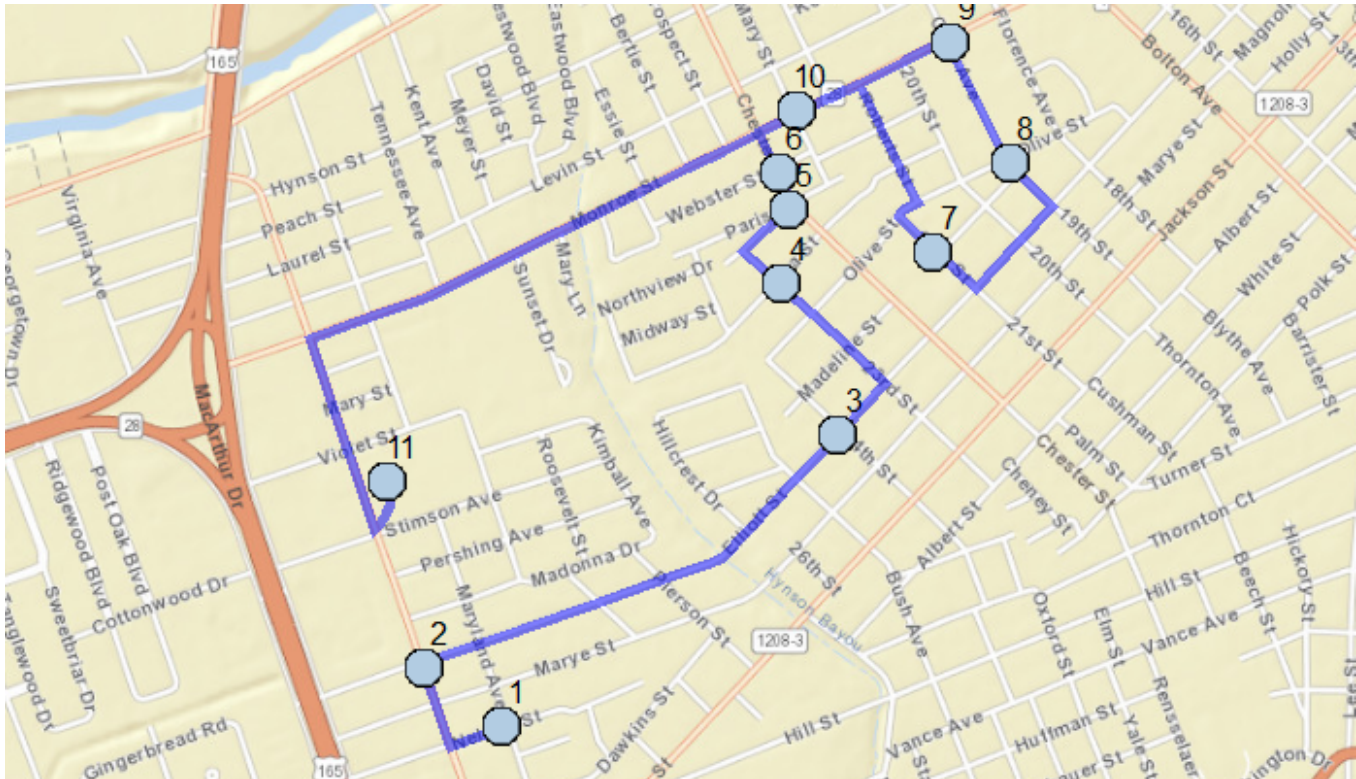 9
165
10
8
6
5
7
4
3
11
2
1
28
165
1208-3
1208-3
Westwood Blvd
Eastwood Blvd
Bertie St
Mary St
Florence Ave
16th St
Holly St
Bolton Ave
David St
Meyer St
Kent Ave
Tennessee Ave
Essie St
20th St
Roberts St
Olive St
Marye St
Jackson St
18th St
19th St
Albert St
White St
Polk St
Hynson St
Peach St
Laurel St
Virginia Ave
Levin St
Monroe St
Webster St
Northview Dr
Midway St
Olive St
20th St
21st St
Madeline St
23rd St
Blythe Ave
Barrister St
Thornton Ave
Cushman St
Sunset Dr
Mary Ln
MacArthur Dr
Mary St
Violet St
Stimson Ave
Roosevelt St
Kimball Ave
Hillcrest Dr
Palm St
Chester St
Cheney St
Turner St
Thornton Ct
Albert St
Ridgewood Blvd
Post Oak Blvd
Pershing Ave
Madonna Dr
Elliott St
26th St
Hynson Bayou
Pierson St
Cottonwood Dr
Sweetbriar Dr
Tanglewood Dr
Maryland Ave
Marye St
Bush Ave
Oxford St
Elm St
Hill St
Vance Ave
Beech St
Hickory St
Dawkins St
Hill St
Vance Ave
Huffman St
Yale St
Gingerbread Rd